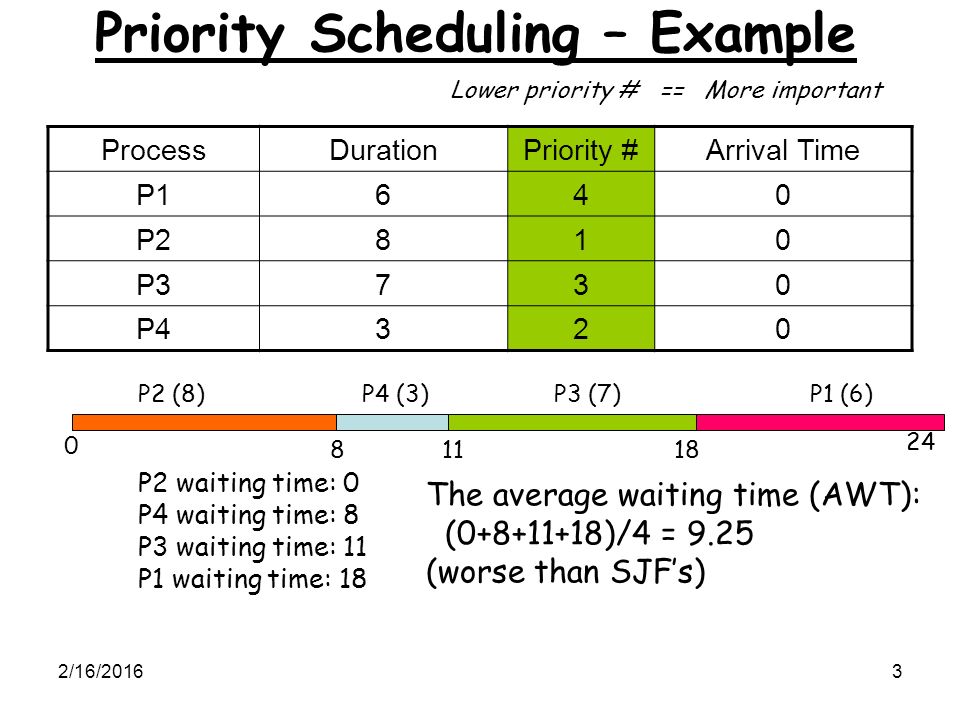 Priority Scheduling – Example
Lower priority # == More important
Process Duration Priority # Arrival Time
P1 6 4 0
P2 8 1 0
P3 7 3 0
P4 3 2 0
P2 (8) P4 (3) P3 (7) P1 (6)
0 8 11 18 24
P2 waiting time: 0
P4 waiting time: 8
P3 waiting time: 11
P1 waiting time: 18
The average waiting time (AWT):
(0+8+11+18)/4 = 9.25
(worse than SJF’s)
2/16/2016 3